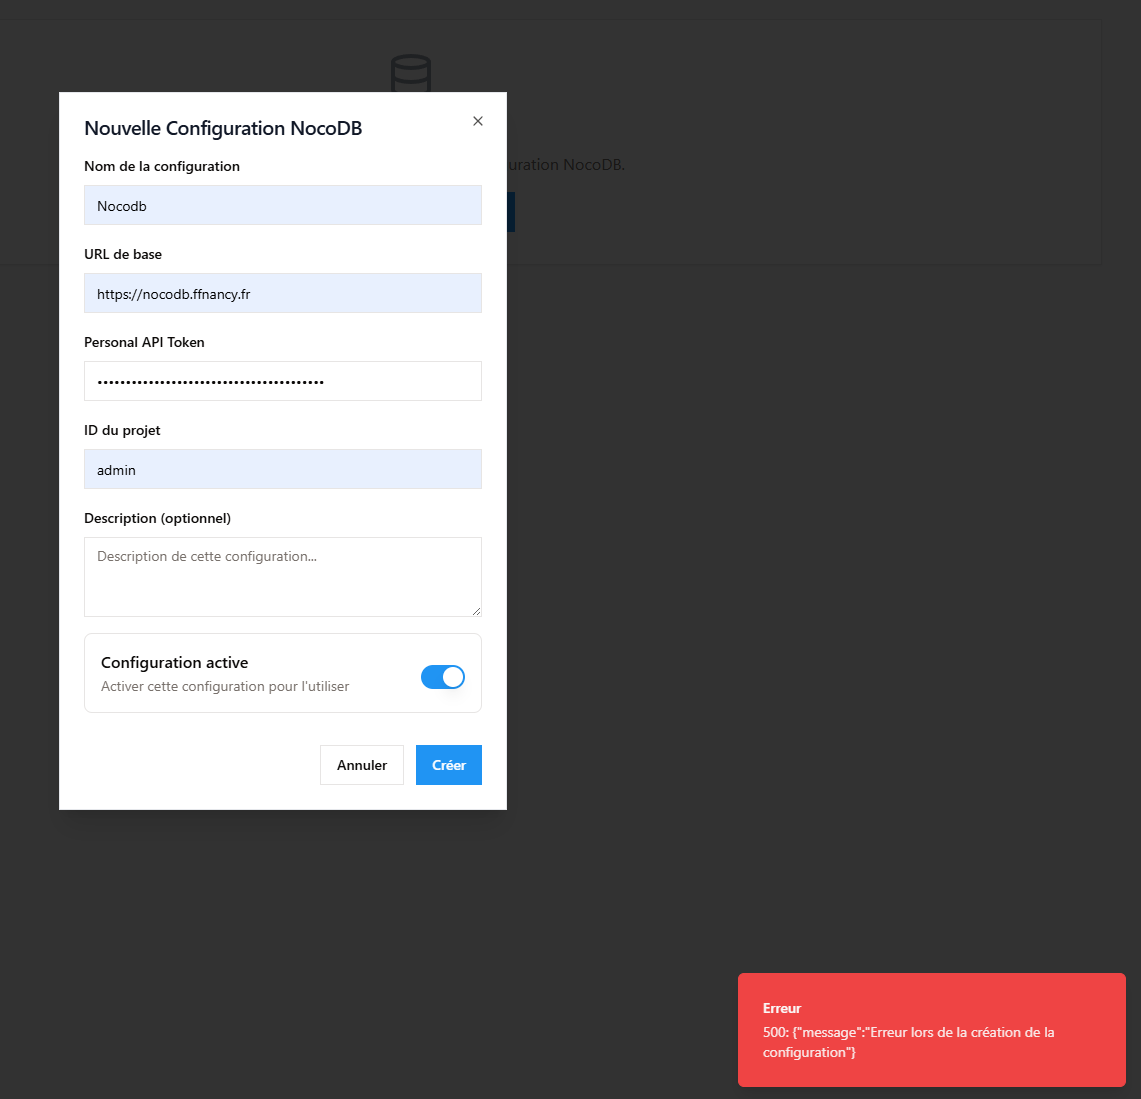 Nouvelle Configuration NocoDB
Nom de la configuration
uration NocoDB.
Nocodb
URL de base
https://nocodb.ffnancy.fr
Personal API Token
••••••••••••••••••••••••••••••••••••••••
ID du projet
admin
Description (optionnel)
Description de cette configuration...
Configuration active
Activer cette configuration pour l'utiliser
Annuler
Créer
Erreur
500: {"message":"Erreur lors de la création de la
configuration"}